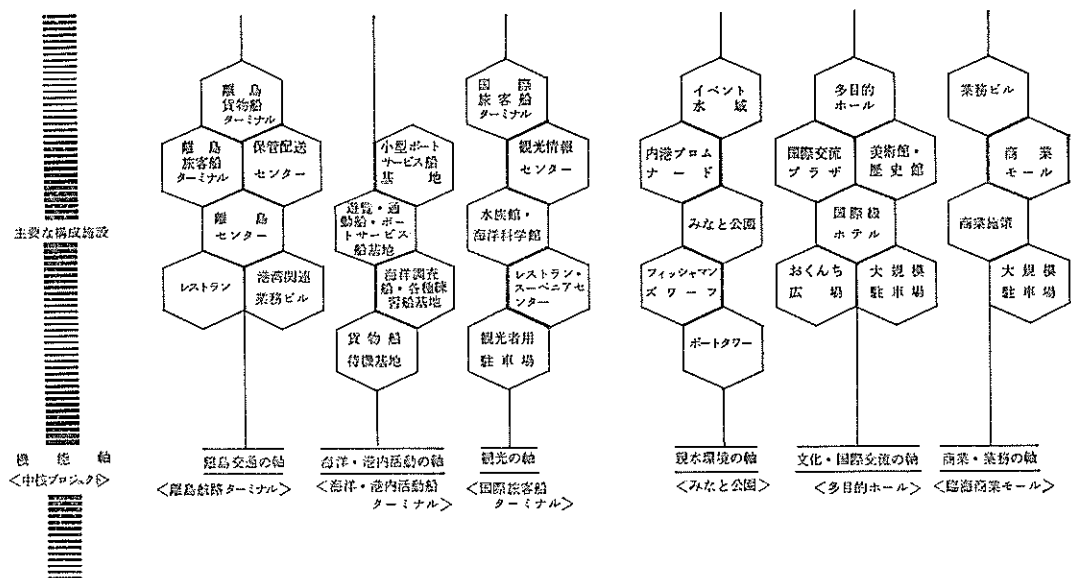 主要な構成施設
機能軸
<中核プロジェクト>
離島
貨物船
ターミナル
離島
旅客船
ターミナル
保管配送
センター
離島
センター
レストラン
港湾関連
業務ビル
離島交通の軸
<離島航路ターミナル>
小型ポート
サービス船
基地
遊覧・通
動船・ポー
トサービス
船基地
海洋調査
船・各種練
習船基地
貨物船
待機基地
海洋・港内活動の軸
<海洋・港内活動船
ターミナル>
国際
旅客船
ターミナル
観光情報
センター
水族館・
海洋科学館
レストラン・
スーベニアセ
ンター
観光者用
駐車場
観光の軸
<国際旅客船
ターミナル>
イベント
水域
内港プロム
ナード
みなと公園
フィッシャマン
ズワーフ
ポートタワー
親水環境の軸
<みなと公園>
多目的
ホール
国際交流
プラザ
美術館・
歴史館
国際級
ホテル
おくんち
広場
大規模
駐車場
文化・国際交流の軸
<多目的ホール>
業務ビル
商業
モール
商業施策
大規模
駐車場
商業・業務の軸
<臨海商業モール>